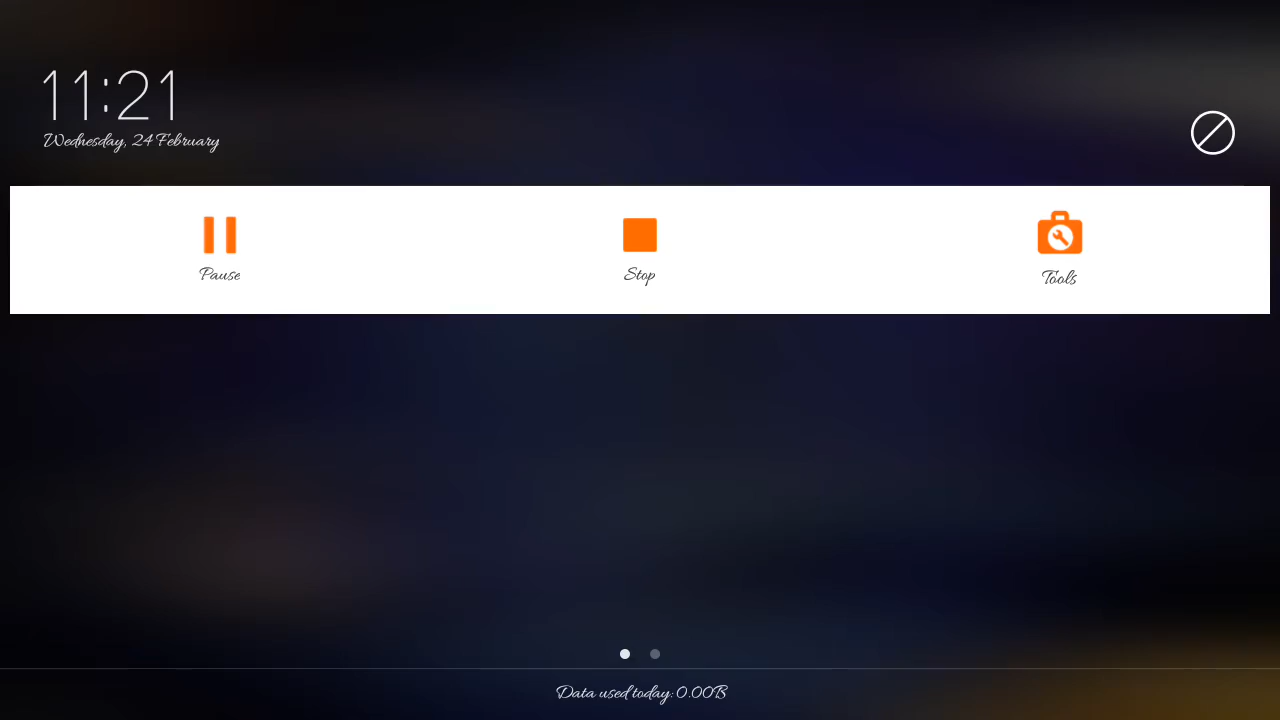 11:21
Wednesday, 24 February
Pause
Stop
Tools
Data used today: 0.00B